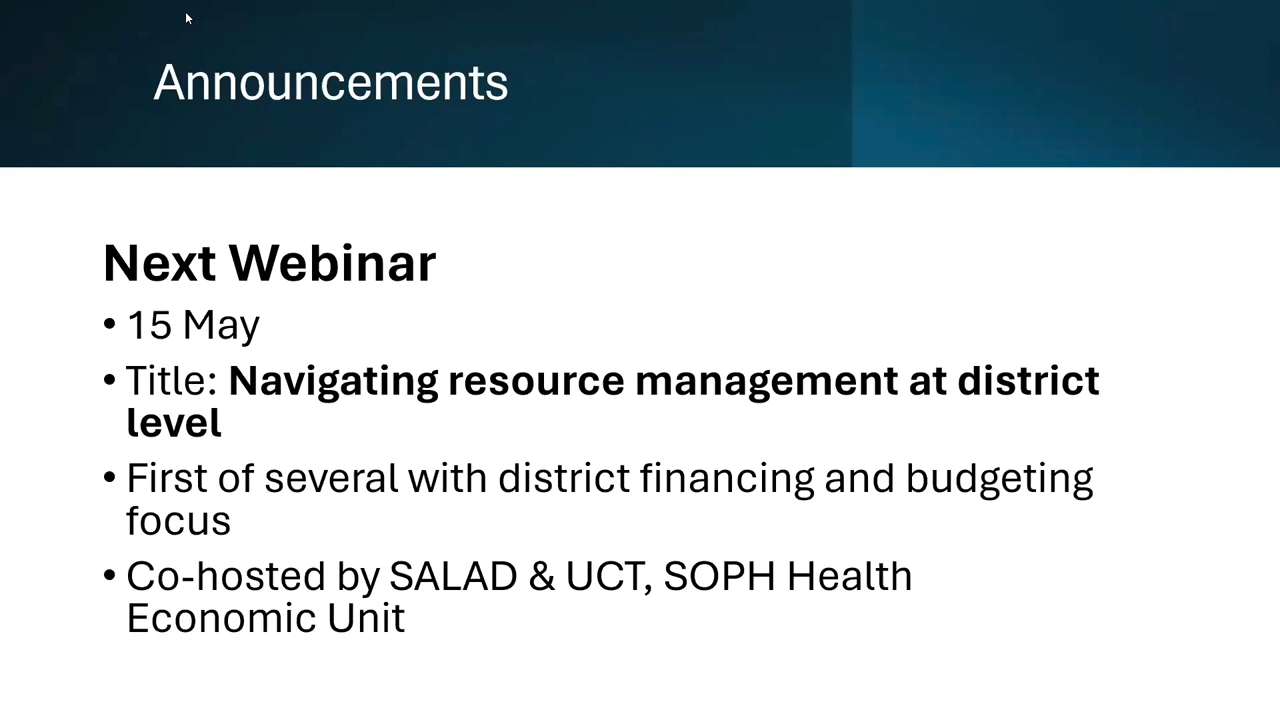 Announcements
Next Webinar
• 15 May
• Title: Navigating resource management at district
level
• First of several with district financing and budgeting
focus
• Co-hosted by SALAD & UCT, SOPH Health
Economic Unit